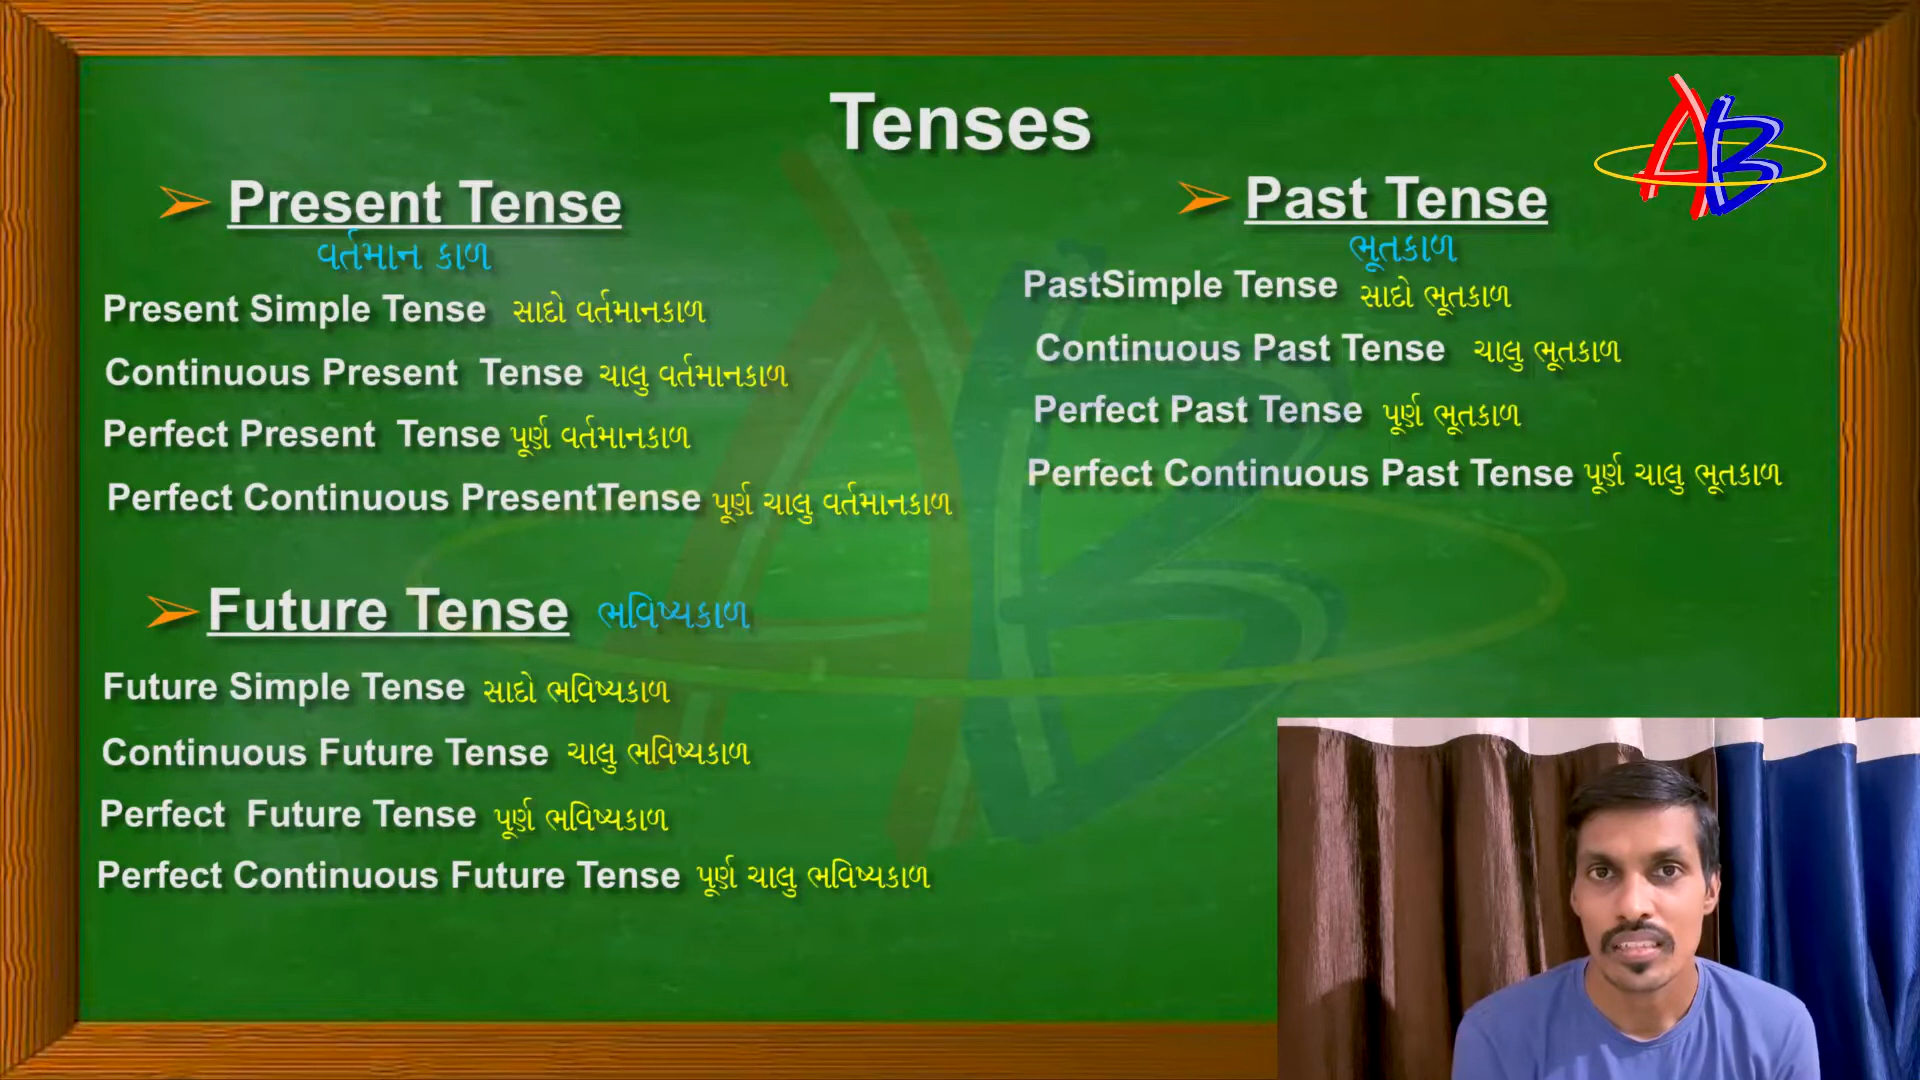 Tenses
AB
➢ Present Tense
વર્તમાન કાળ
Present Simple Tense સાદો વર્તમાનકાળ
Continuous Present Tense ચાલુ વર્તમાનકાળ
Perfect Present Tense પૂર્ણ વર્તમાનકાળ
Perfect Continuous PresentTense પૂર્ણ ચાલુ વર્તમાનકાળ
➢ Past Tense
ભૂતકાળ
PastSimple Tense સાદો ભૂતકાળ
Continuous Past Tense ચાલુ ભૂતકાળ
Perfect Past Tense પૂર્ણ ભૂતકાળ
Perfect Continuous Past Tense પૂર્ણ ચાલુ ભૂતકાળ
➢ Future Tense ભવિષ્યકાળ
Future Simple Tense સાદો ભવિષ્યકાળ
Continuous Future Tense ચાલુ ભવિષ્યકાળ
Perfect Future Tense પૂર્ણ ભવિષ્યકાળ
Perfect Continuous Future Tense પૂર્ણ ચાલુ ભવિષ્યકાળ